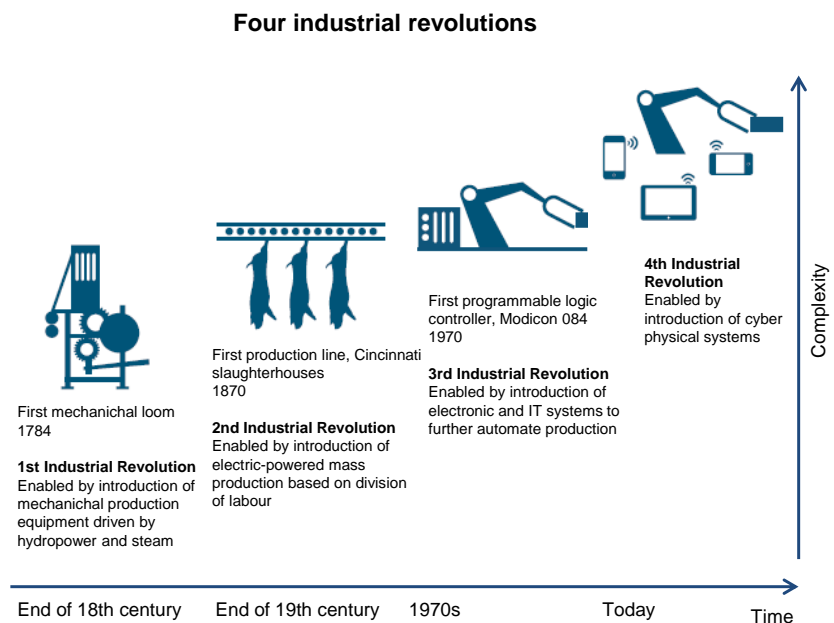 Four industrial revolutions
First mechanichal loom
1784
1st Industrial Revolution
Enabled by introduction of
mechanichal production
equipment driven by
hydropower and steam
First production line, Cincinnati
slaughterhouses
1870
2nd Industrial Revolution
Enabled by introduction of
electric-powered mass
production based on division
of labour
First programmable logic
controller, Modicon 084
1970
3rd Industrial Revolution
Enabled by introduction of
electronic and IT systems to
further automate production
4th Industrial
Revolution
Enabled by
introduction of cyber
physical systems
Complexity
End of 18th century
End of 19th century
1970s
Today
Time